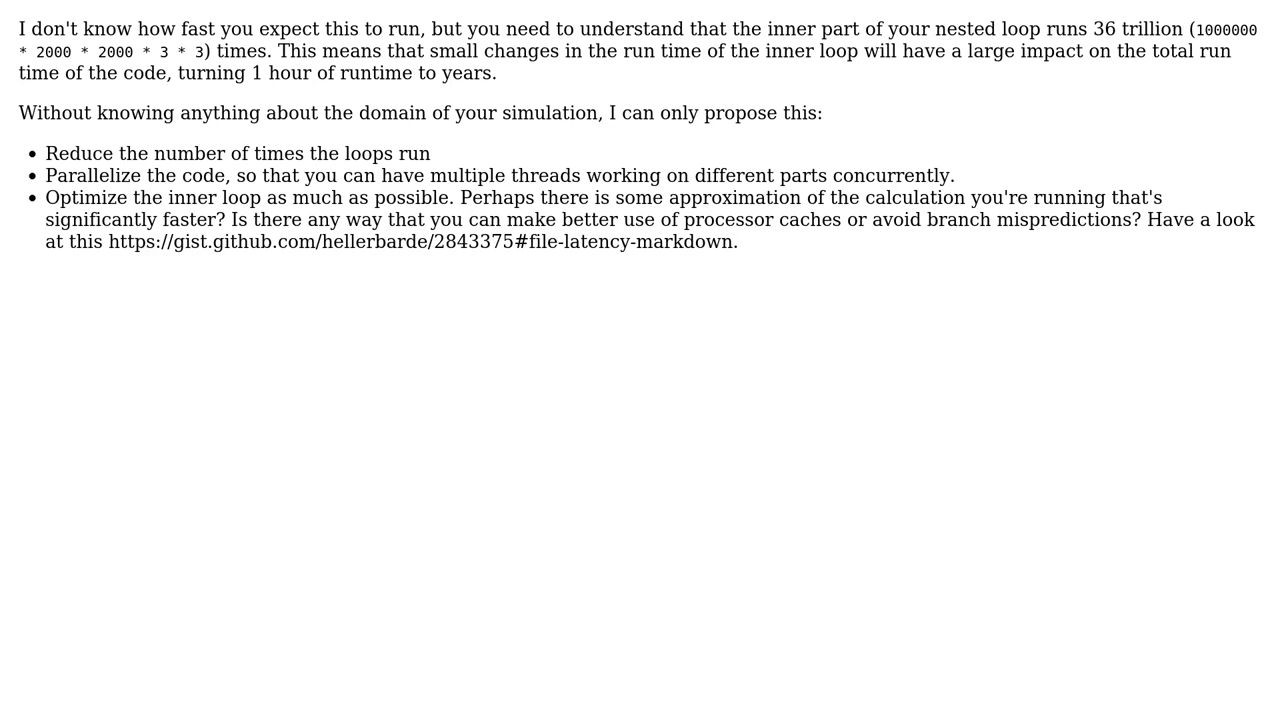 I don't know how fast you expect this to run, but you need to understand that the inner part of your nested loop runs 36 trillion (1000000
* 2000 * 2000 * 3 * 3) times. This means that small changes in the run time of the inner loop will have a large impact on the total run
time of the code, turning 1 hour of runtime to years.
Without knowing anything about the domain of your simulation, I can only propose this:
• Reduce the number of times the loops run
• Parallelize the code, so that you can have multiple threads working on different parts concurrently.
• Optimize the inner loop as much as possible. Perhaps there is some approximation of the calculation you're running that's
significantly faster? Is there any way that you can make better use of processor caches or avoid branch mispredictions? Have a look
at this https://gist.github.com/hellerbarde/2843375#file-latency-markdown.